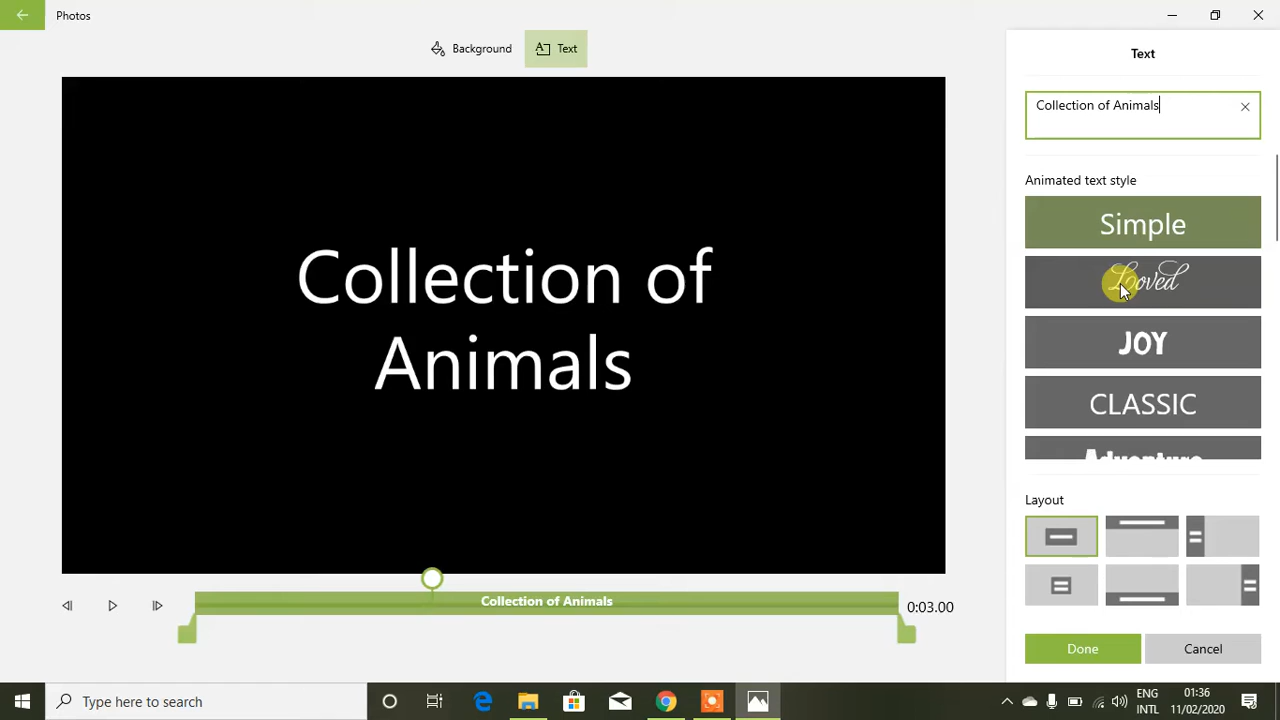 Photos
Background
Text
Text
Collection of Animals
Animated text style
Simple
Loved
JOY
CLASSIC
Adventure
Collection of
Animals
Layout
Collection of Animals
0:03.00
Done
Cancel
Type here to search
ENG
INTL
01:36
11/02/2020